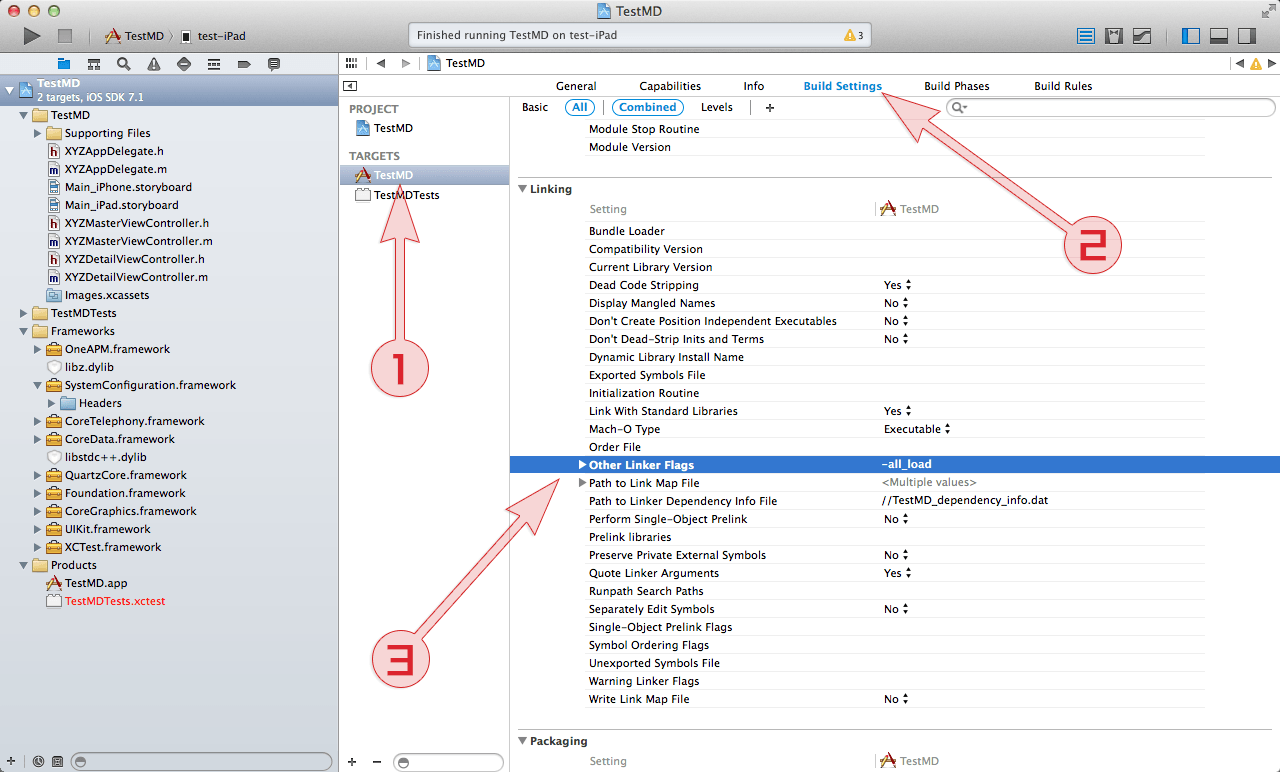 TestMD
TestMD
test-iPad
Finished running TestMD on test-iPad
3
TestMD
2 targets, iOS SDK 7.1
TestMD
Supporting Files
XYZAppDelegate.h
XYZAppDelegate.m
Main_iPhone.storyboard
Main_iPad.storyboard
XYZMasterViewController.h
XYZMasterViewController.m
XYZDetailViewController.h
XYZDetailViewController.m
Images.xcassets
TestMDTests
Frameworks
OneAPM.framework
libz.dylib
SystemConfiguration.framework
Headers
CoreTelephony.framework
CoreData.framework
libstdc++.dylib
QuartzCore.framework
Foundation.framework
CoreGraphics.framework
UIKit.framework
XCTest.framework
Products
TestMD.app
TestMDTests.xctest
TestMD
PROJECT
TestMD
TARGETS
TestMD
TestMDTests
1
2
3
General Capabilities Info Build Settings Build Phases Build Rules
Basic All Combined Levels +
Module Stop Routine
Module Version
Linking
Setting TestMD
Bundle Loader
Compatibility Version
Current Library Version
Dead Code Stripping Yes
Display Mangled Names No
Don't Create Position Independent Executables No
Don't Dead-Strip Inits and Terms No
Dynamic Library Install Name
Exported Symbols File
Initialization Routine
Link With Standard Libraries Yes
Mach-O Type Executable
Order File
Other Linker Flags -all_load
Path to Link Map File <Multiple values>
Path to Linker Dependency Info File //TestMD_dependency_info.dat
Perform Single-Object Prelink No
Prelink libraries
Preserve Private External Symbols No
Quote Linker Arguments Yes
Runpath Search Paths
Separately Edit Symbols No
Single-Object Prelink Flags
Symbol Ordering Flags
Unexported Symbols File
Warning Linker Flags
Write Link Map File No
Packaging
Setting TestMD